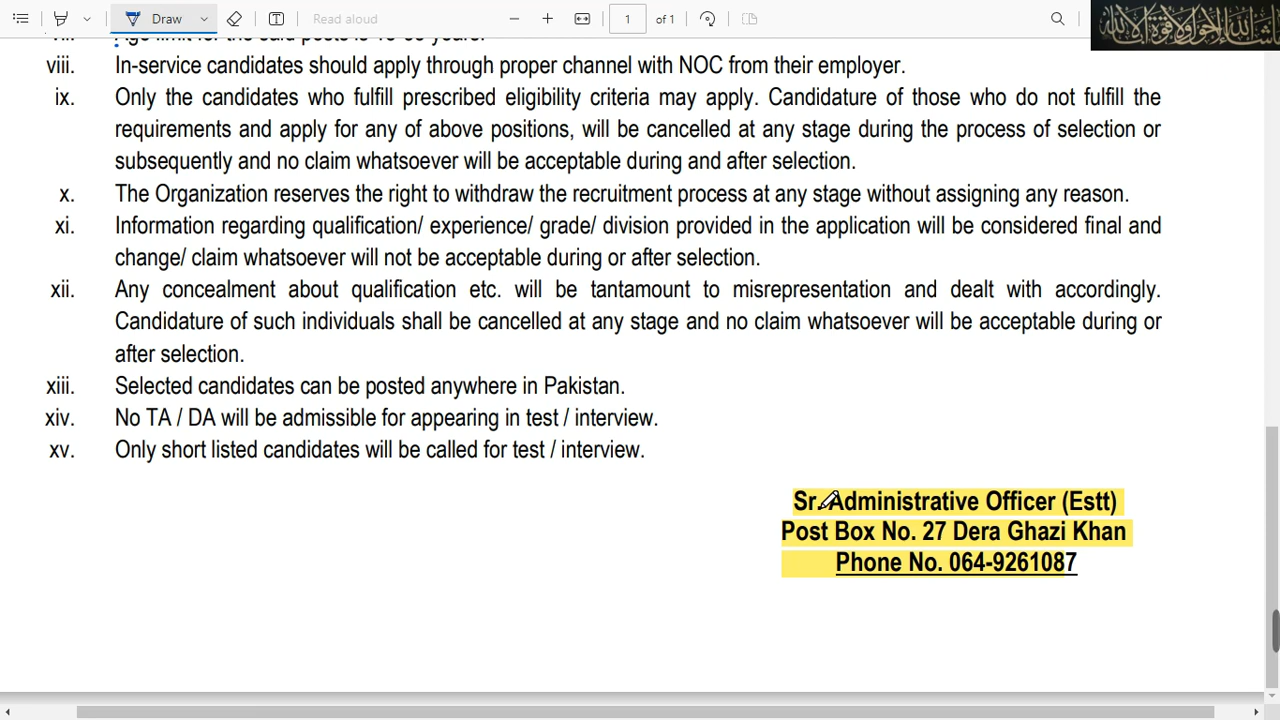 Draw
Read aloud
1 of 1
viii. In-service candidates should apply through proper channel with NOC from their employer.
ix. Only the candidates who fulfill prescribed eligibility criteria may apply. Candidature of those who do not fulfill the
requirements and apply for any of above positions, will be cancelled at any stage during the process of selection or
subsequently and no claim whatsoever will be acceptable during and after selection.
x. The Organization reserves the right to withdraw the recruitment process at any stage without assigning any reason.
xi. Information regarding qualification/ experience/ grade/ division provided in the application will be considered final and
change/ claim whatsoever will not be acceptable during or after selection.
xii. Any concealment about qualification etc. will be tantamount to misrepresentation and dealt with accordingly.
Candidature of such individuals shall be cancelled at any stage and no claim whatsoever will be acceptable during or
after selection.
xiii. Selected candidates can be posted anywhere in Pakistan.
xiv. No TA / DA will be admissible for appearing in test / interview.
xv. Only short listed candidates will be called for test / interview.
Sr. Administrative Officer (Estt)
Post Box No. 27 Dera Ghazi Khan
Phone No. 064-9261087